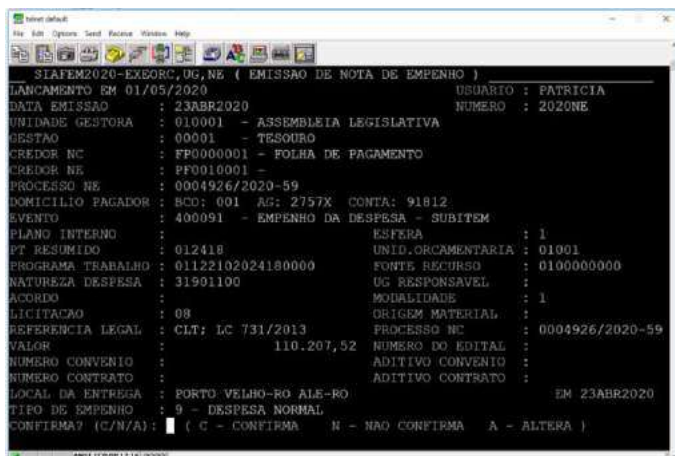 telnet default
File Edit Options Send Receive Window Help
SIAFEM2020-EXEORC,UG,NE ( EMISSAO DE NOTA DE EMPENHO )
LANCAMENTO EM 01/05/2020 USUARIO : PATRICIA
DATA EMISSAO : 23ABR2020 NUMERO : 2020NE
UNIDADE GESTORA : 010001 - ASSEMBLEIA LEGISLATIVA
GESTAO : 00001 - TESOURO
CREDOR NC : FP0000001 - FOLHA DE PAGAMENTO
CREDOR NE : PF0010001 -
PROCESSO NE : 0004926/2020-59
DOMICILIO PAGADOR : BCO: 001 AG: 2757X CONTA: 91812
EVENTO : 400091 - EMPENHO DA DESPESA - SUBITEM
PLANO INTERNO : ESFERA : 1
PT RESUMIDO : 012418 UNID.ORCAMENTARIA : 01001
PROGRAMA TRABALHO : 01122102024180000 FONTE RECURSO : 0100000000
NATUREZA DESPESA : 31901100 UG RESPONSAVEL :
ACORDO : MODALIDADE : 1
LICITACAO : 08 ORIGEM MATERIAL :
REFERENCIA LEGAL : CLT; LC 731/2013 PROCESSO NC : 0004926/2020-59
VALOR : 110.207,52 NUMERO DO EDITAL :
NUMERO CONVENIO : ADITIVO CONVENIO :
NUMERO CONTRATO : ADITIVO CONTRATO :
LOCAL DA ENTREGA : PORTO VELHO-RO ALE-RO EM 23ABR2020
TIPO DE EMPENHO : 9 - DESPESA NORMAL
CONFIRMA? (C/N/A): ( C - CONFIRMA N - NAO CONFIRMA A - ALTERA )